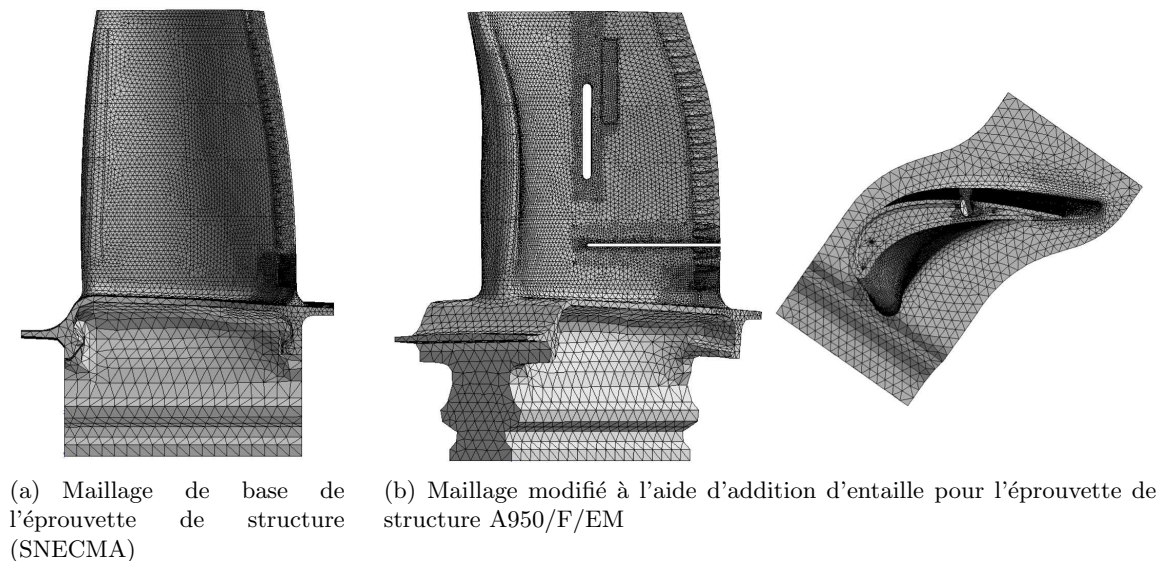 (a) Maillage de base de
l'éprouvette de structure
(SNECMA)
(b) Maillage modifié à l'aide d'addition d'entaille pour l'éprouvette de
structure A950/F/EM